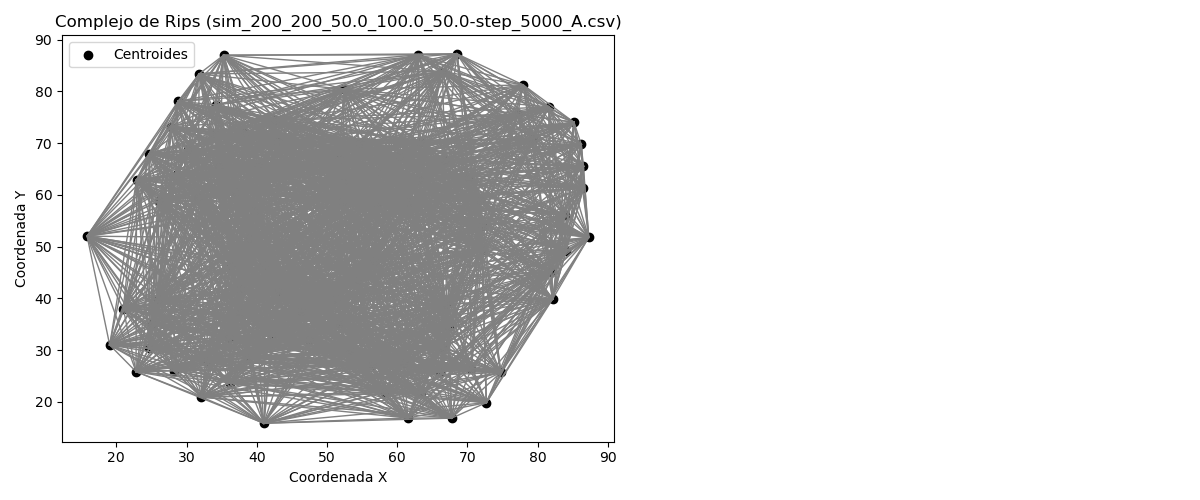 Complejo de Rips (sim_200_200_50.0_100.0_50.0-step_5000_A.csv)
Centroides
90
80
70
60
50
40
30
20
Coordenada Y
20 30 40 50 60 70 80 90
Coordenada X